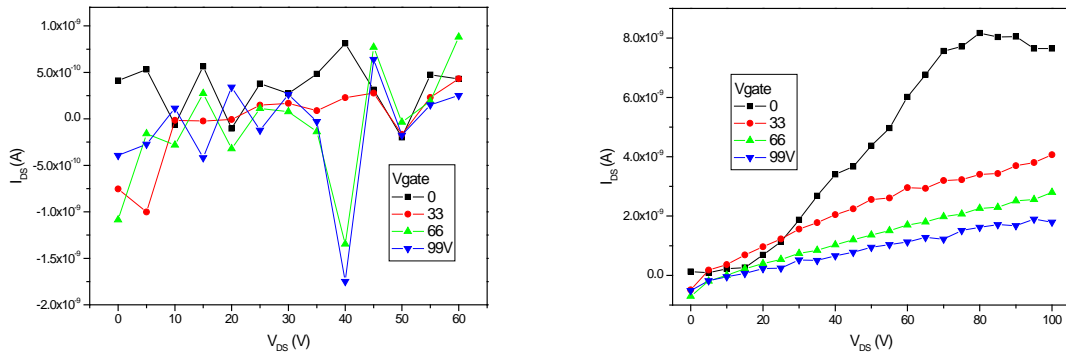 1.0x10⁻⁹
5.0x10⁻¹⁰
0.0
-5.0x10⁻¹⁰
-1.0x10⁻⁹
-1.5x10⁻⁹
-2.0x10⁻⁹
I_DS (A)
Vgate
0
33
66
99V
0 10 20 30 40 50 60
V_DS (V)
8.0x10⁻⁹
6.0x10⁻⁹
4.0x10⁻⁹
2.0x10⁻⁹
0.0
I_DS (A)
Vgate
0
33
66
99V
0 20 40 60 80 100
V_DS (V)